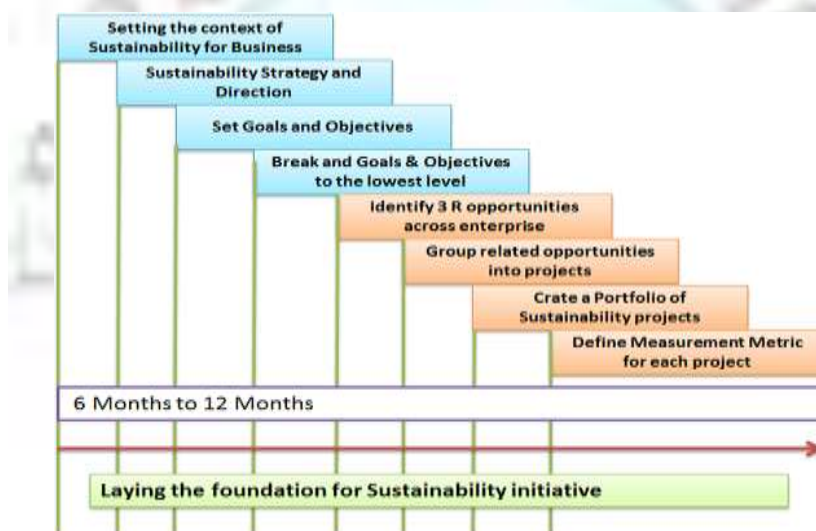 Setting the context of
Sustainability for Business
Sustainability Strategy and
Direction
Set Goals and Objectives
Break and Goals & Objectives
to the lowest level
Identify 3 R opportunities
across enterprise
Group related opportunities
into projects
Crate a Portfolio of
Sustainability projects
Define Measurement Metric
for each project
6 Months to 12 Months
Laying the foundation for Sustainability initiative